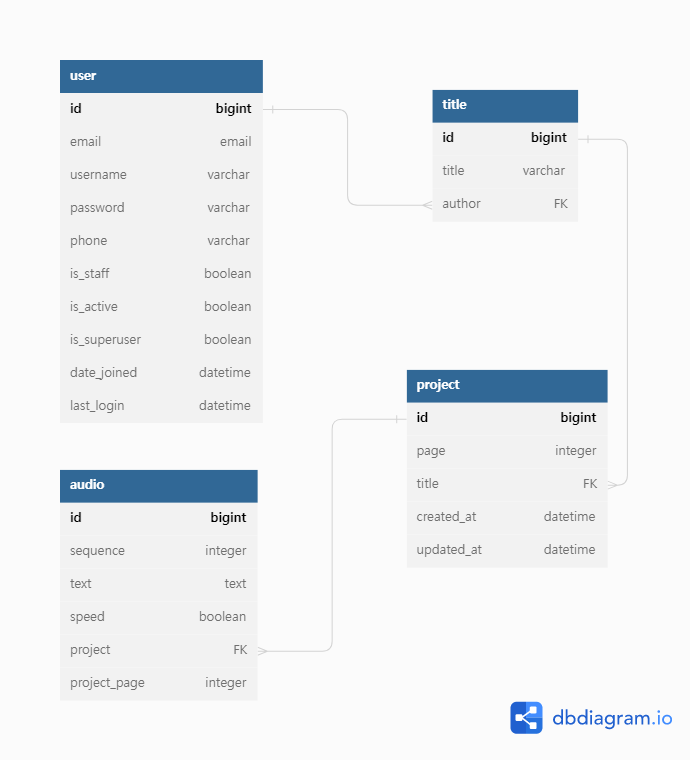 user
id bigint
email email
username varchar
password varchar
phone varchar
is_staff boolean
is_active boolean
is_superuser boolean
date_joined datetime
last_login datetime
title
id bigint
title varchar
author FK
project
id bigint
page integer
title FK
created_at datetime
updated_at datetime
audio
id bigint
sequence integer
text text
speed boolean
project FK
project_page integer
dbdiagram.io